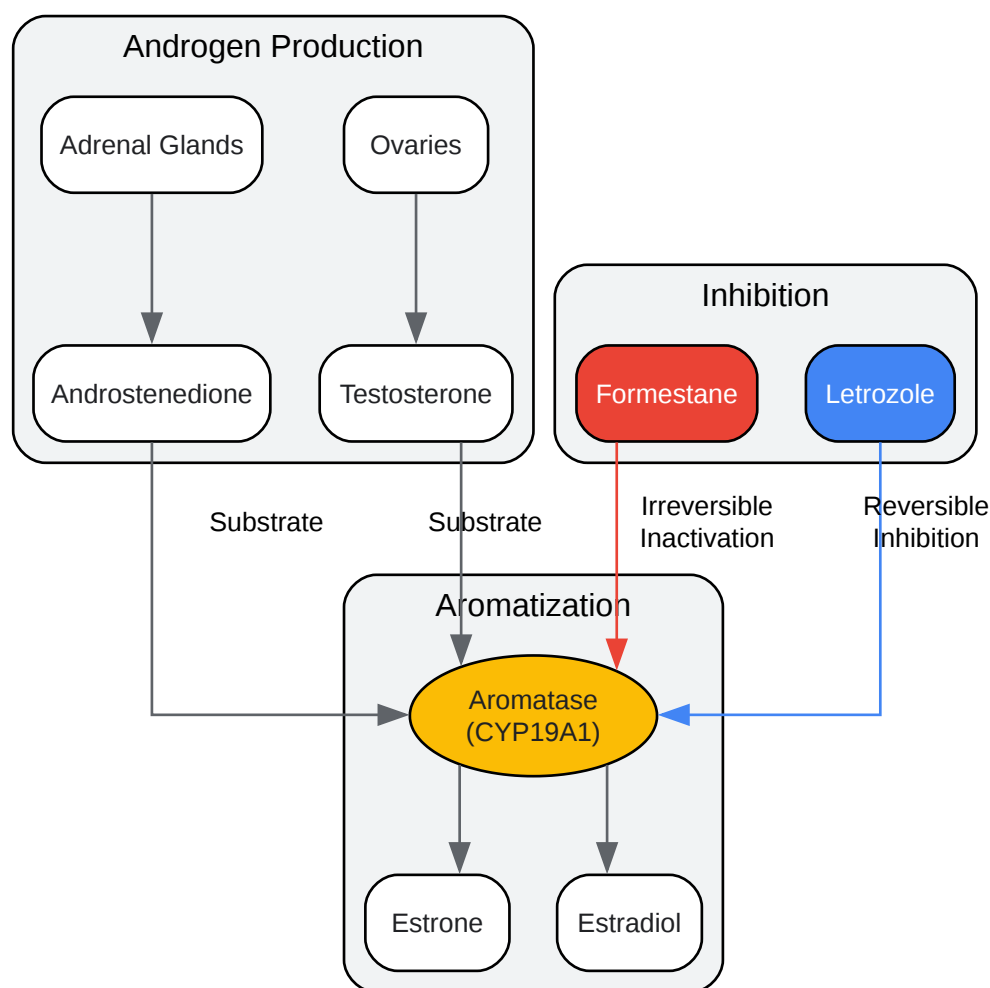 Androgen Production
Adrenal Glands
Ovaries
Inhibition
Androstenedione
Testosterone
Formestane
Letrozole
Substrate
Substrate
Irreversible
Inactivation
Reversible
Inhibition
Aromatization
Aromatase
(CYP19A1)
Estrone
Estradiol